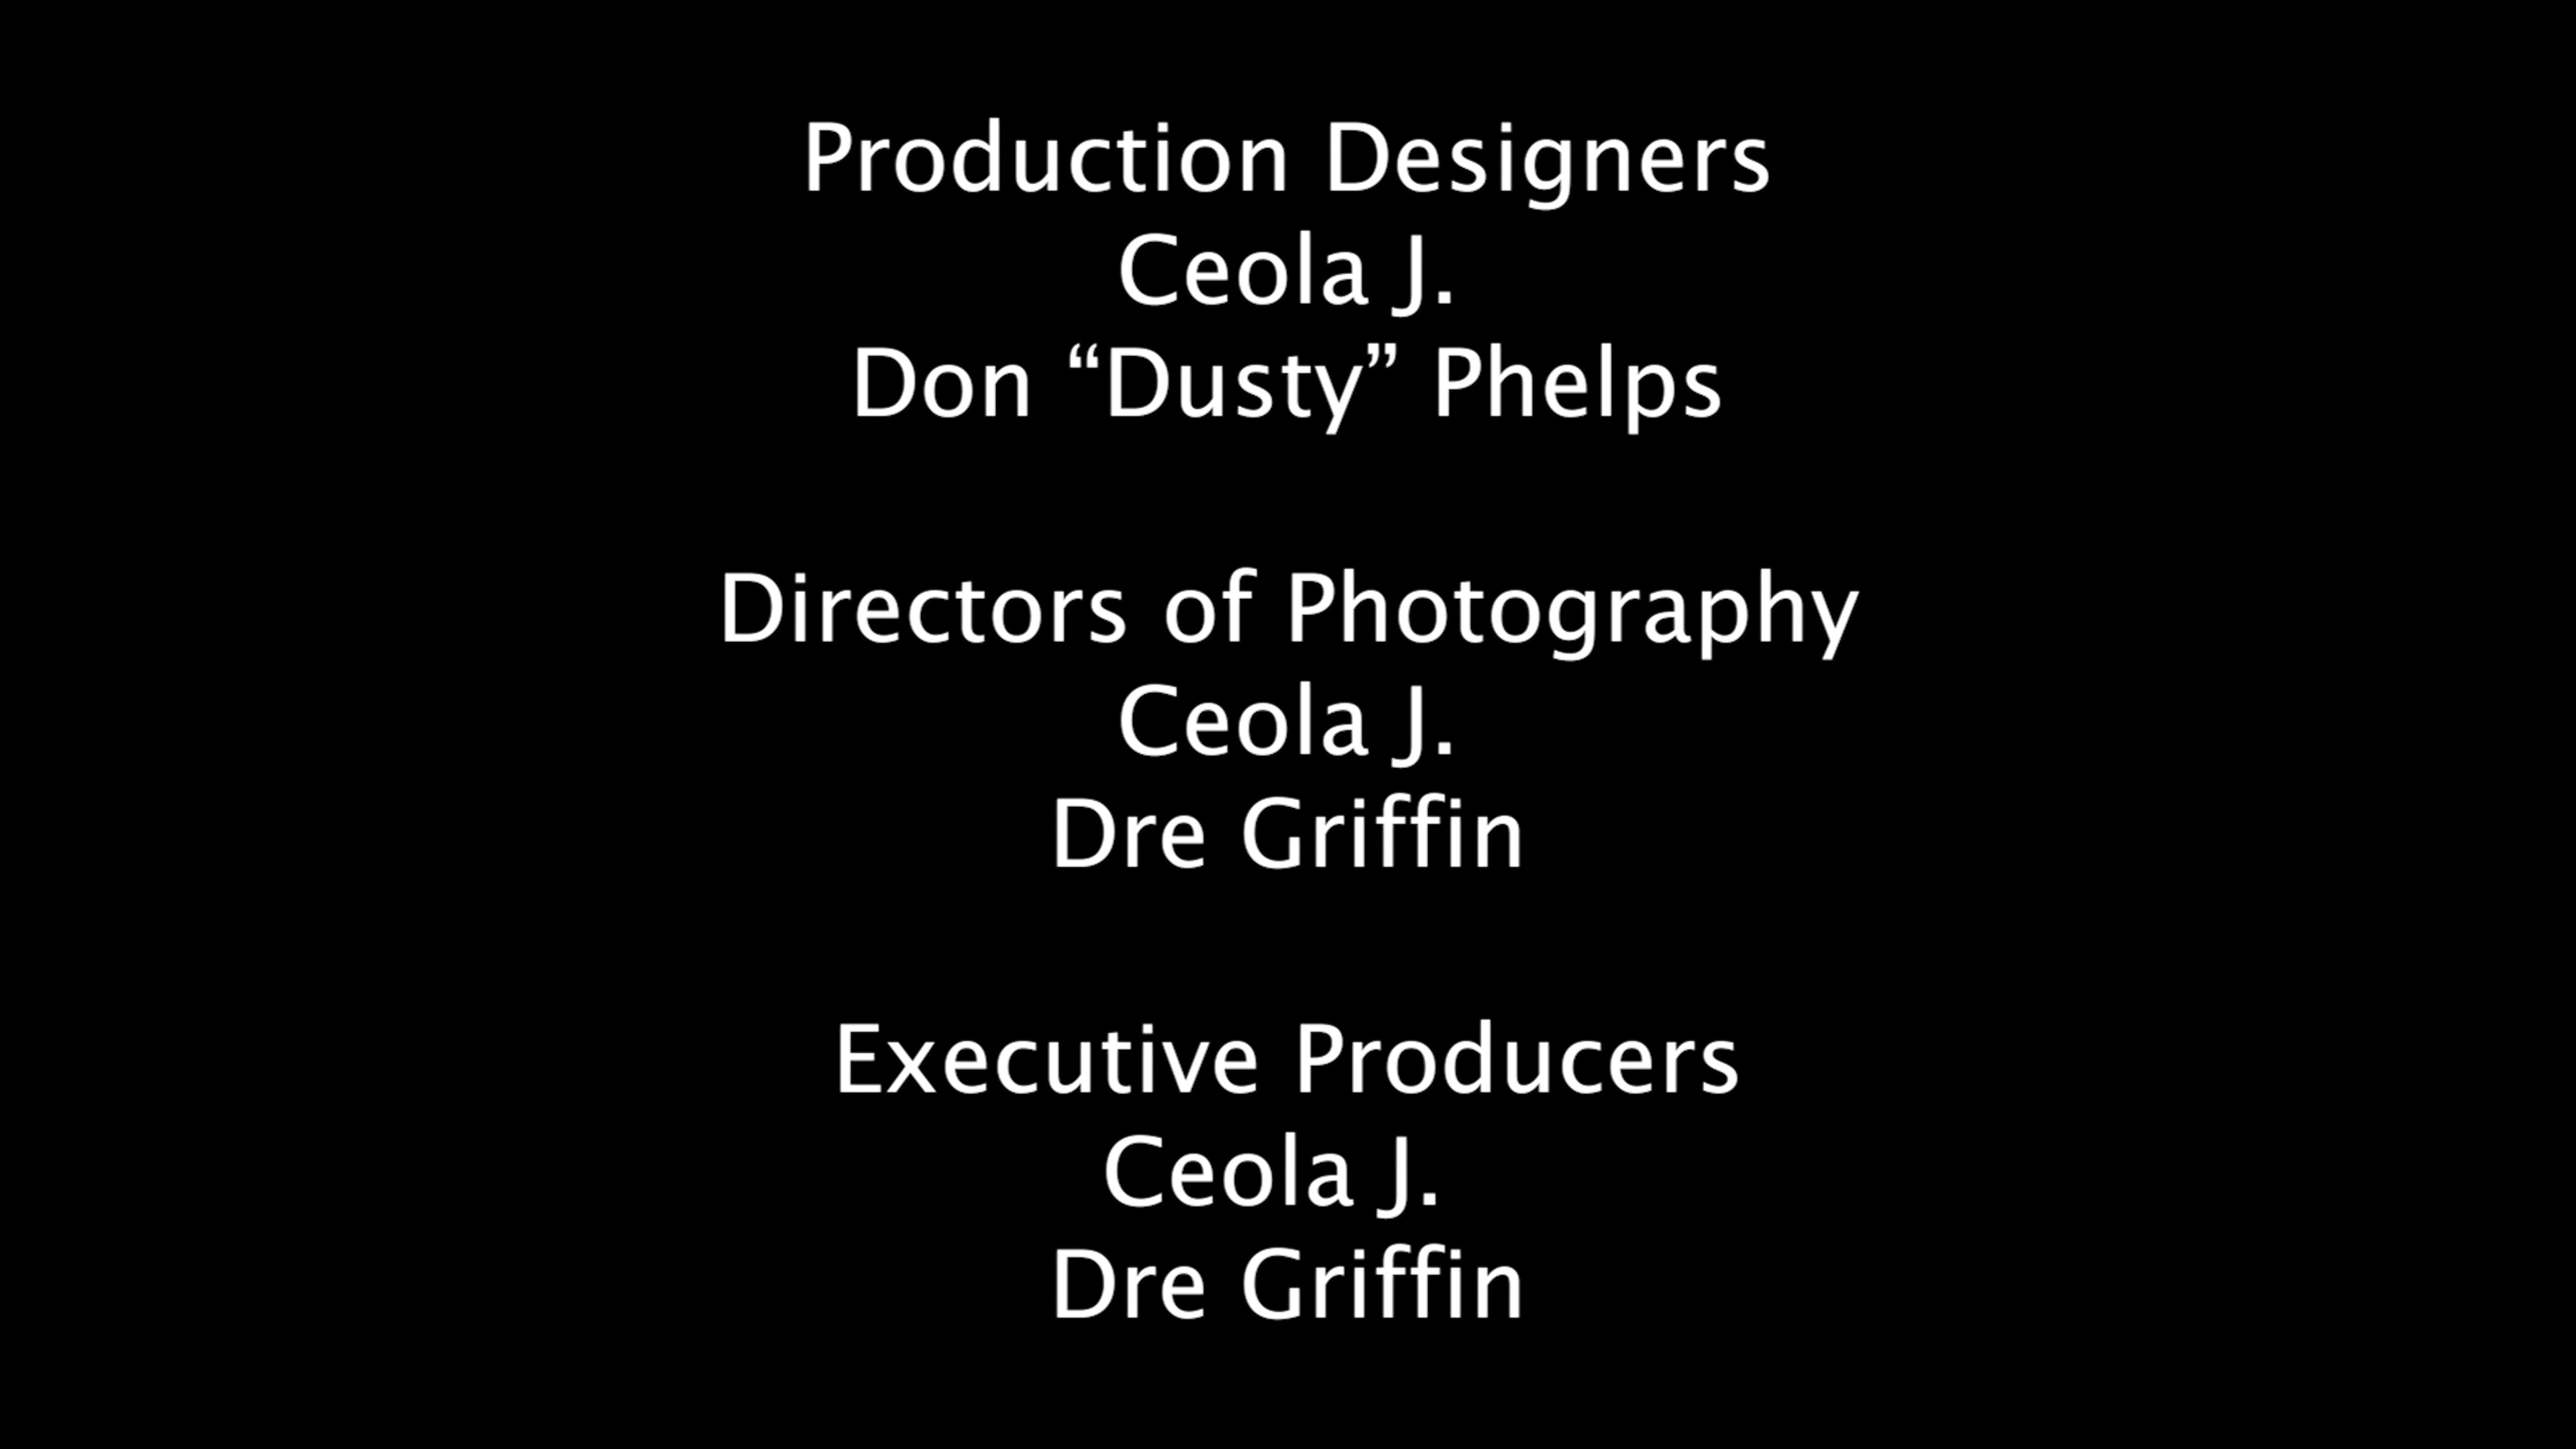 Production Designers
Ceola J.
Don “Dusty” Phelps
Directors of Photography
Ceola J.
Dre Griffin
Executive Producers
Ceola J.
Dre Griffin